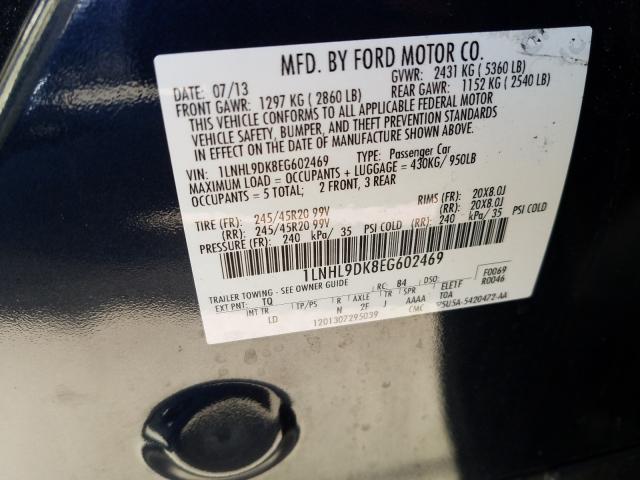 MFD. BY FORD MOTOR CO.
DATE: 07/13 GVWR: 2431 KG ( 5360 LB)
FRONT GAWR: 1297 KG ( 2860 LB) REAR GAWR: 1152 KG ( 2540 LB)
THIS VEHICLE CONFORMS TO ALL APPLICABLE FEDERAL MOTOR
VEHICLE SAFETY, BUMPER, AND THEFT PREVENTION STANDARDS
IN EFFECT ON THE DATE OF MANUFACTURE SHOWN ABOVE.
VIN: 1LNHL9DK8EG602469 TYPE: Passenger Car
MAXIMUM LOAD = OCCUPANTS + LUGGAGE = 430KG/ 950LB
OCCUPANTS = 5 TOTAL; 2 FRONT, 3 REAR
TIRE (FR): 245/45R20 99V RIMS (FR): 20X8.0J
(RR): 245/45R20 99V (RR): 20X8.0J
PRESSURE (FR): 240 kPa/ 35 PSI COLD (RR): 240 kPa/ 35 PSI COLD
1LNHL9DK8EG602469
TRAILER TOWING - SEE OWNER GUIDE RC: 84 DSO: F0069
EXT PNT: TQ ELE1F R0046
INT TR TP/PS R AXLE TR SPR TOA
LD N 2F J AAAA
1201307295039 CMC 5U5A-5420472-AA